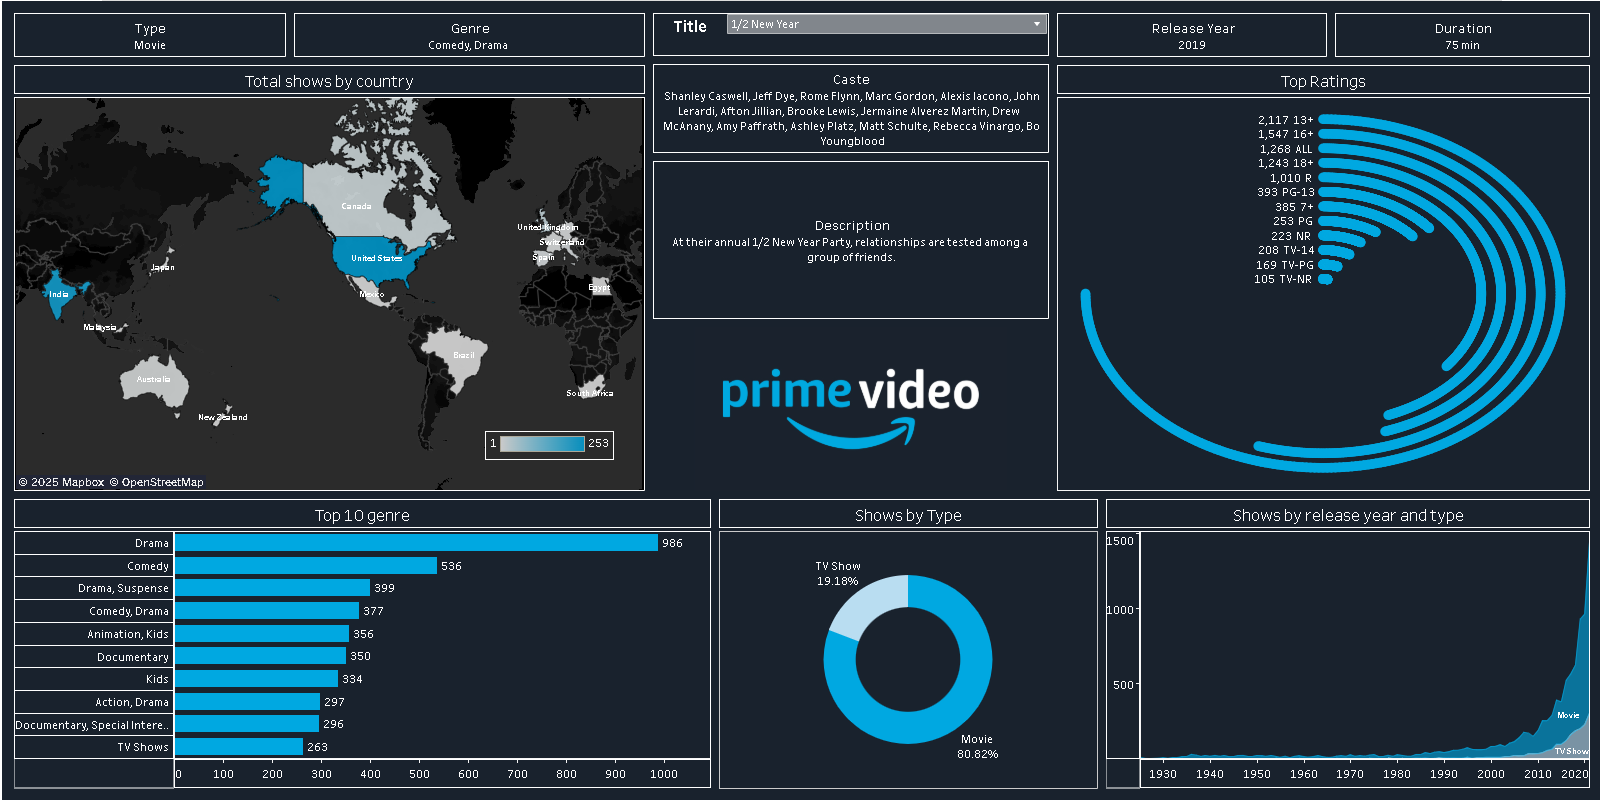 Type
Movie
Genre
Comedy, Drama
Title
1/2 New Year
Release Year
2019
Duration
75 min
Total shows by country
Canada
United States
Mexico
Brazil
United Kingdom
Switzerland
Spain
Egypt
South Africa
Japan
India
Malaysia
Australia
New Zealand
1
253
© 2025 Mapbox © OpenStreetMap
Caste
Shanley Caswell, Jeff Dye, Rome Flynn, Marc Gordon, Alexis Iacono, John
Lerardi, Afton Jillian, Brooke Lewis, Jermaine Alverez Martin, Drew
McAnany, Amy Paffrath, Ashley Platz, Matt Schulte, Rebecca Vinargo, Bo
Youngblood
Description
At their annual 1/2 New Year Party, relationships are tested among a
group of friends.
prime video
Top Ratings
2,117 13+
1,547 16+
1,268 ALL
1,243 18+
1,010 R
393 PG-13
385 7+
253 PG
223 NR
208 TV-14
169 TV-PG
105 TV-NR
Top 10 genre
Drama 986
Comedy 536
Drama, Suspense 399
Comedy, Drama 377
Animation, Kids 356
Documentary 350
Kids 334
Action, Drama 297
Documentary, Special Intere.. 296
TV Shows 263
0 100 200 300 400 500 600 700 800 900 1000
Shows by Type
TV Show
19.18%
Movie
80.82%
Shows by release year and type
1500
1000
500
Movie
TV Show
1930 1940 1950 1960 1970 1980 1990 2000 2010 2020